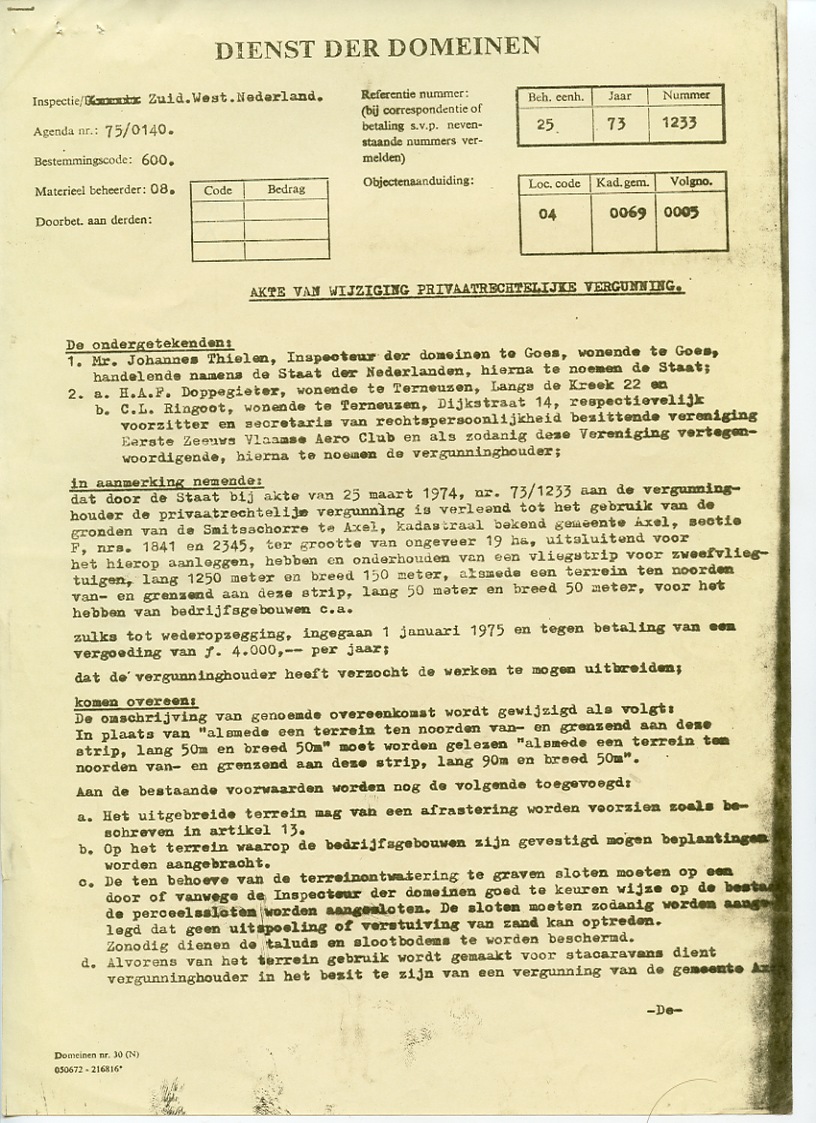 DIENST DER DOMEINEN
Inspectie/ Zuid.West.Nederland.
Agenda nr.: 75/0140.
Bestemmingscode: 600.
Materieel beheerder: 08.
Doorbet. aan derden:
Code Bedrag
Referentie nummer:
(bij correspondentie of
betaling s.v.p. neven-
staande nummers ver-
melden)
Objectenaanduiding:
Beh. eenh. Jaar Nummer
25 73 1233
Loc. code Kad.gem. Volgno.
04 0069 0005
AKTE VAN WIJZIGING PRIVAATRECHTELIJKE VERGUNNING.
De ondergetekenden:
1. Mr. Johannes Thielen, Inspecteur der domeinen te Goes, wonende te Goes,
handelende namens de Staat der Nederlanden, hierna te noemen de Staat;
2. a. H.A.F. Doppegieter, wonende te Terneuzen, Langs de Kreek 22 en
b. C.L. Ringoot, wonende te Terneuzen, Dijkstraat 14, respectievelijk
voorzitter en secretaris van rechtspersoonlijkheid bezittende vereniging
Eerste Zeeuws Vlaamse Aero Club en als zodanig deze Vereniging vertegen-
woordigende, hierna te noemen de vergunninghouder;
in aanmerking nemende:
dat door de Staat bij akte van 25 maart 1974, nr. 73/1233 aan de vergunning-
houder de privaatrechtelijke vergunning is verleend tot het gebruik van de
gronden van de Smitsschorre te Axel, kadastraal bekend gemeente Axel, sectie
F, nrs. 1841 en 2345, ter grootte van ongeveer 19 ha, uitsluitend voor
het hierop aanleggen, hebben en onderhouden van een vliegstrip voor zweefvlieg-
tuigen, lang 1250 meter en breed 150 meter, alsmede een terrein ten noorden
van- en grenzend aan deze strip, lang 50 meter en breed 50 meter, voor het
hebben van bedrijfsgebouwen c.a.
zulks tot wederopzegging, ingegaan 1 januari 1975 en tegen betaling van een
vergoeding van ƒ. 4.000,-- per jaar;
dat de vergunninghouder heeft verzocht de werken te mogen uitbreiden;
komen overeen:
De omschrijving van genoemde overeenkomst wordt gewijzigd als volgt:
In plaats van "alsmede een terrein ten noorden van- en grenzend aan deze
strip, lang 50m en breed 50m" moet worden gelezen "alsmede een terrein ten
noorden van- en grenzend aan deze strip, lang 90m en breed 50m".
Aan de bestaande voorwaarden worden nog de volgende toegevoegd:
a. Het uitgebreide terrein mag van een afrastering worden voorzien zoals be-
schreven in artikel 13.
b. Op het terrein waarop de bedrijfsgebouwen zijn gevestigd mogen beplantingen
worden aangebracht.
c. De ten behoeve van de terreinontwatering te graven sloten moeten op een
door of vanwege de Inspecteur der domeinen goed te keuren wijze op de besta
de perceelssloten worden aangesloten. De sloten moeten zodanig worden aange
legd dat geen uitspoeling of verstuiving van zand kan optreden.
Zonodig dienen de taluds en slootbodems te worden beschermd.
d. Alvorens van het terrein gebruik wordt gemaakt voor stacaravans dient
vergunninghouder in het bezit te zijn van een vergunning van de gemeente Ax
-De-
Domeinen nr. 30 (N)
050672 - 216816*